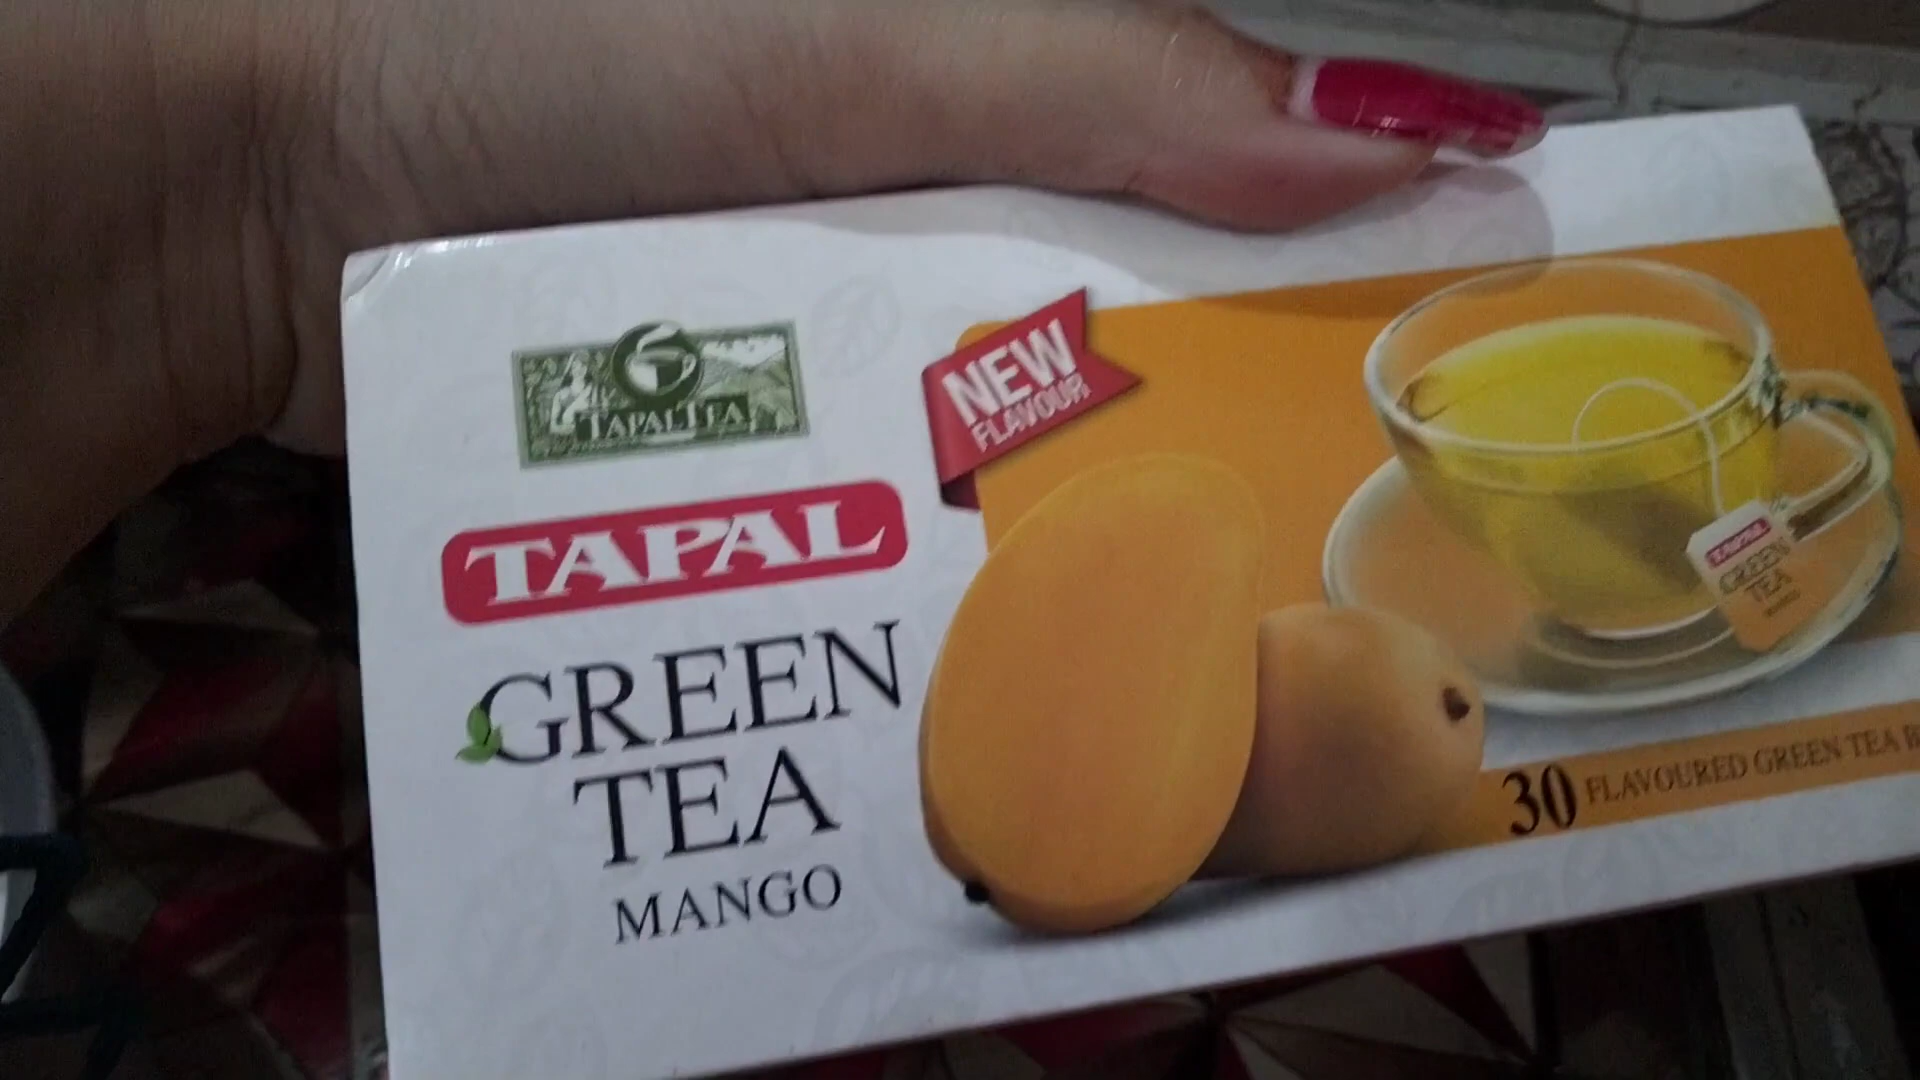 TAPAL TEA
TAPAL
GREEN
TEA
MANGO
NEW
FLAVOUR
TAPAL
GREEN
TEA
30 FLAVOURED GREEN TEA